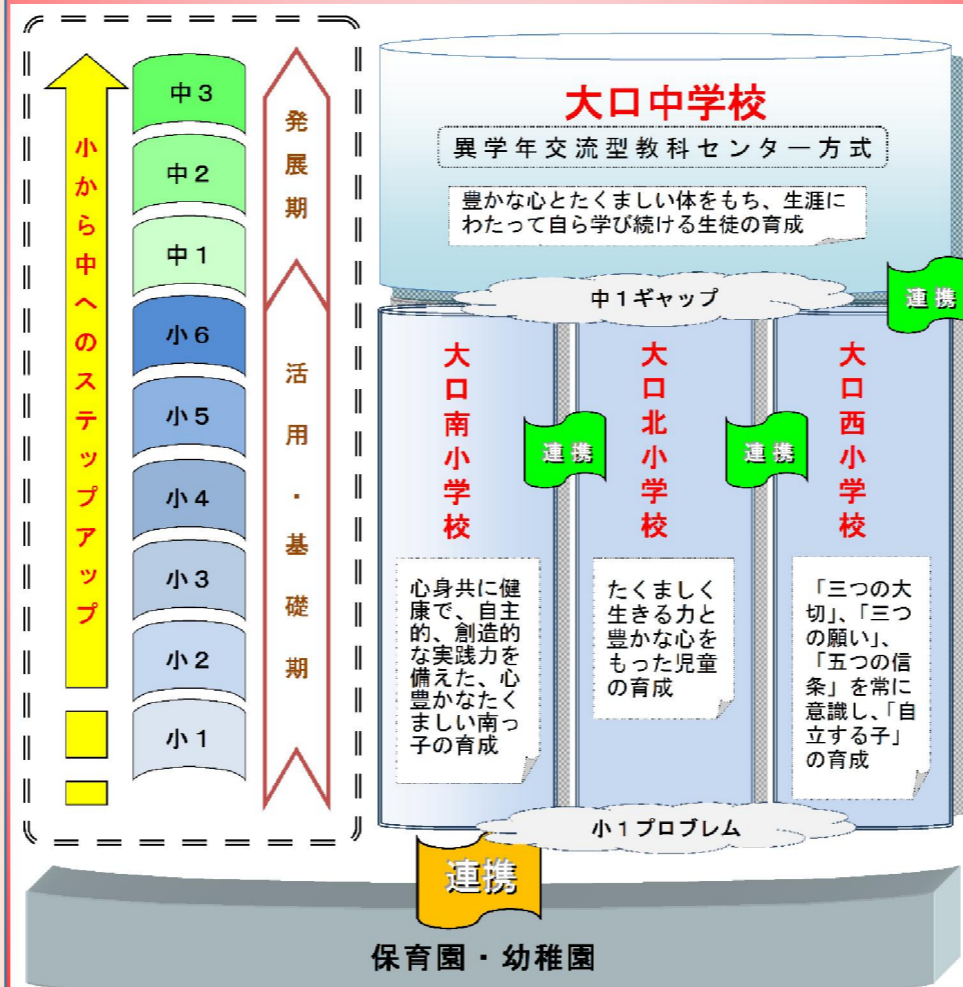 小から中へのステップアップ
中3
中2
中1
小6
小5
小4
小3
小2
小1
発展期
活用・基礎期
大口中学校
異学年交流型教科センター方式
豊かな心とたくましい体をもち、生涯に
わたって自ら学び続ける生徒の育成
中1ギャップ
連携
大口南小学校
心身共に健
康で、自主
的、創造的
な実践力を
備えた、心
豊かなたく
ましい南っ
子の育成
連携
大口北小学校
たくましく
生きる力と
豊かな心を
もった児童
の育成
連携
大口西小学校
「三つの大
切」、「三つ
の願い」、
「五つの信
条」を常に
意識し、「自
立する子」
の育成
小1プロブレム
連携
保育園・幼稚園